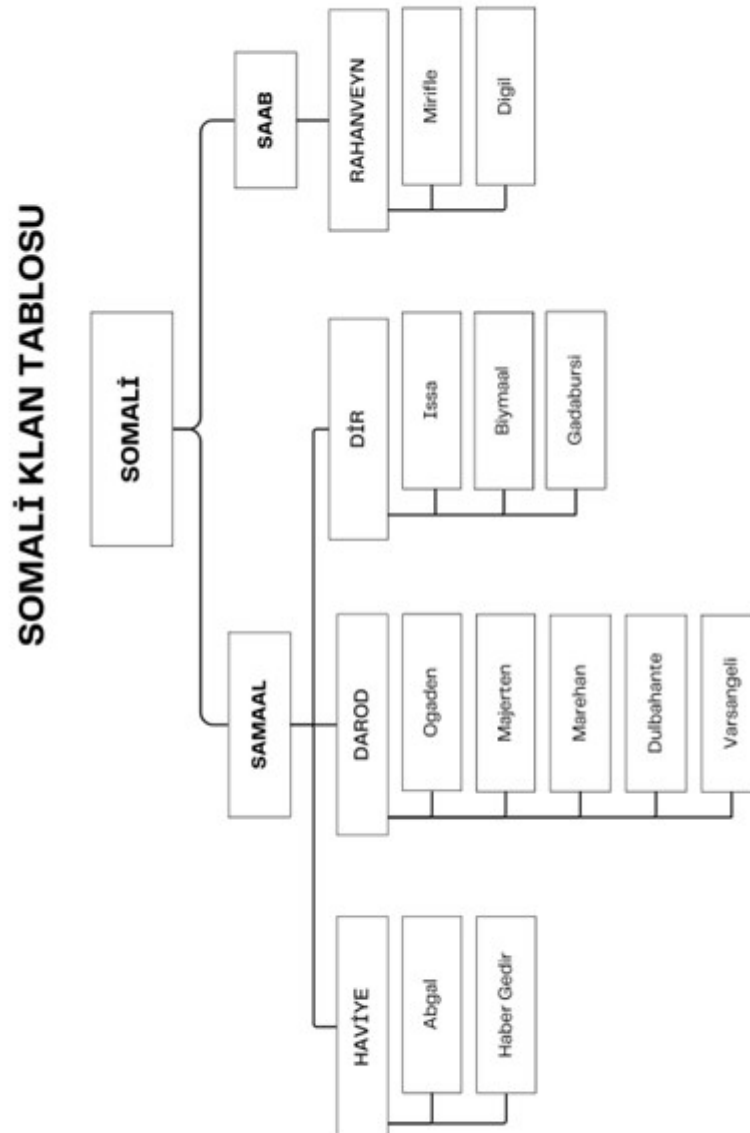 SOMALİ KLAN TABLOSU
SOMALİ
SAMAAL
SAAB
HAVİYE
DAROD
DİR
RAHANVEYN
Abgal
Haber Gedir
Ogaden
Majerten
Marehan
Dulbahante
Varsangeli
Issa
Biymaal
Gadabursi
Mirifle
Digil